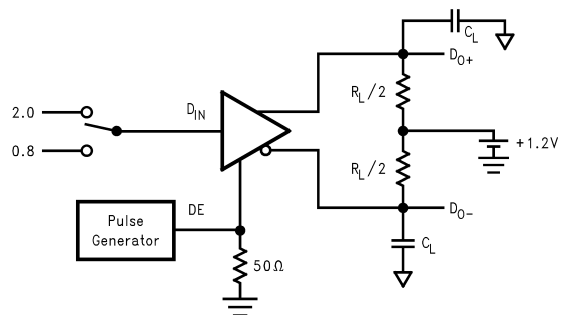 C_L
D_O+
R_L/2
D_IN
2.0
+1.2V
0.8
R_L/2
DE
D_O-
Pulse
Generator
C_L
50Ω